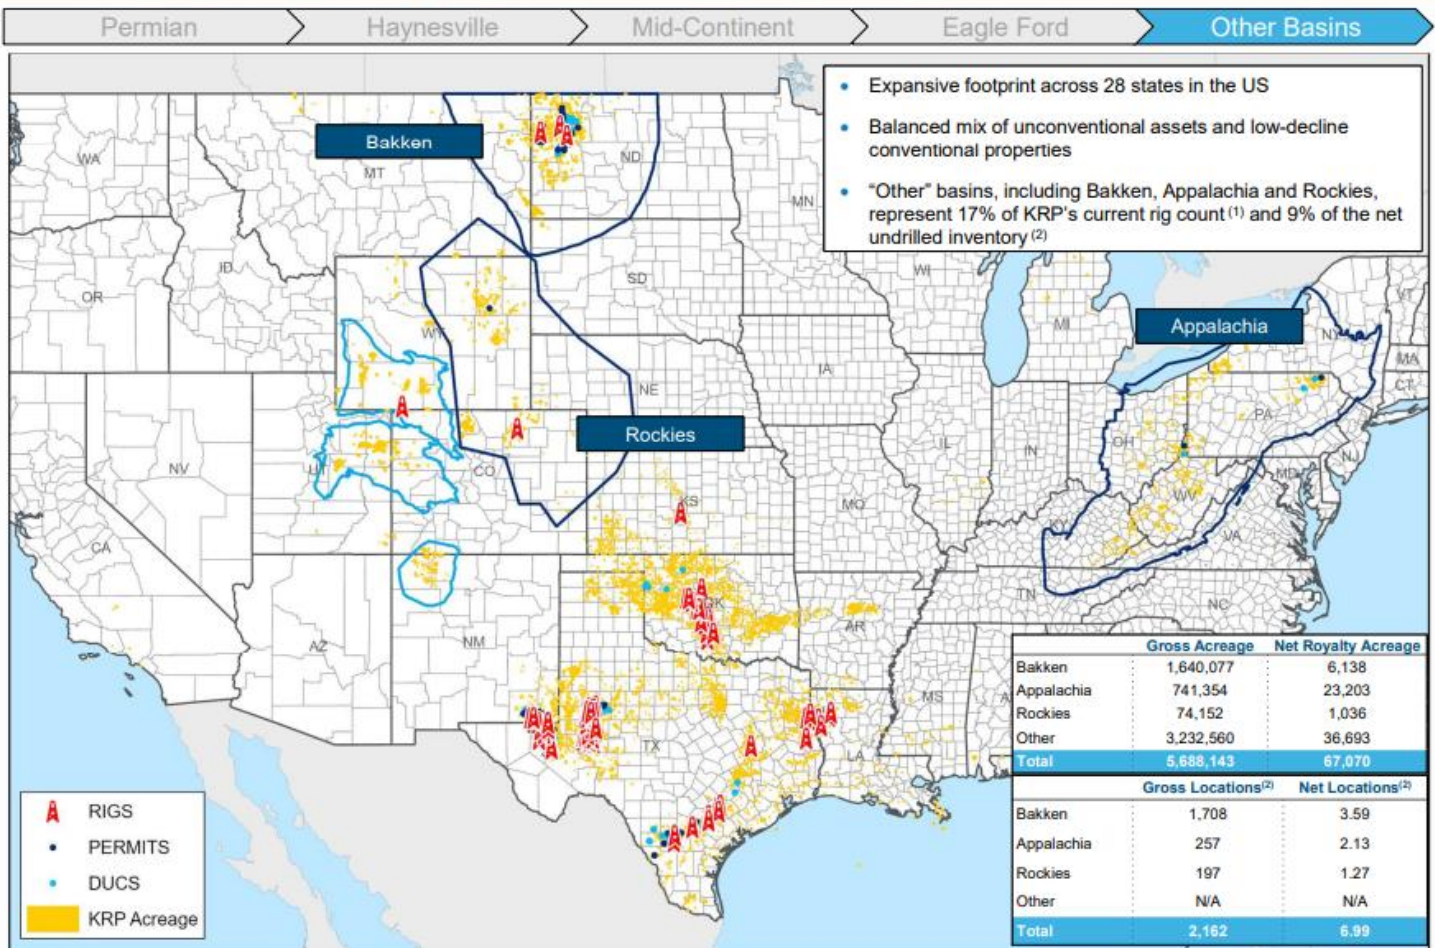 Permian Haynesville Mid-Continent Eagle Ford Other Basins
• Expansive footprint across 28 states in the US
• Balanced mix of unconventional assets and low-decline
conventional properties
• “Other” basins, including Bakken, Appalachia and Rockies,
represent 17% of KRP’s current rig count (1) and 9% of the net
undrilled inventory (2)
Bakken
Rockies
Appalachia
WA
MT
ND
MN
OR
ID
SD
WI
MI
NY
VT
MA
CT
WY
NE
IA
PA
NJ
NV
UT
CO
IL
IN
OH
MD
WV
VA
KY
CA
KS
MO
TN
NC
AZ
NM
OK
AR
MS
TX
LA
RIGS
PERMITS
DUCS
KRP Acreage
Gross Acreage Net Royalty Acreage
Bakken 1,640,077 6,138
Appalachia 741,354 23,203
Rockies 74,152 1,036
Other 3,232,560 36,693
Total 5,688,143 67,070
Gross Locations(2) Net Locations(2)
Bakken 1,708 3.59
Appalachia 257 2.13
Rockies 197 1.27
Other N/A N/A
Total 2,162 6.99